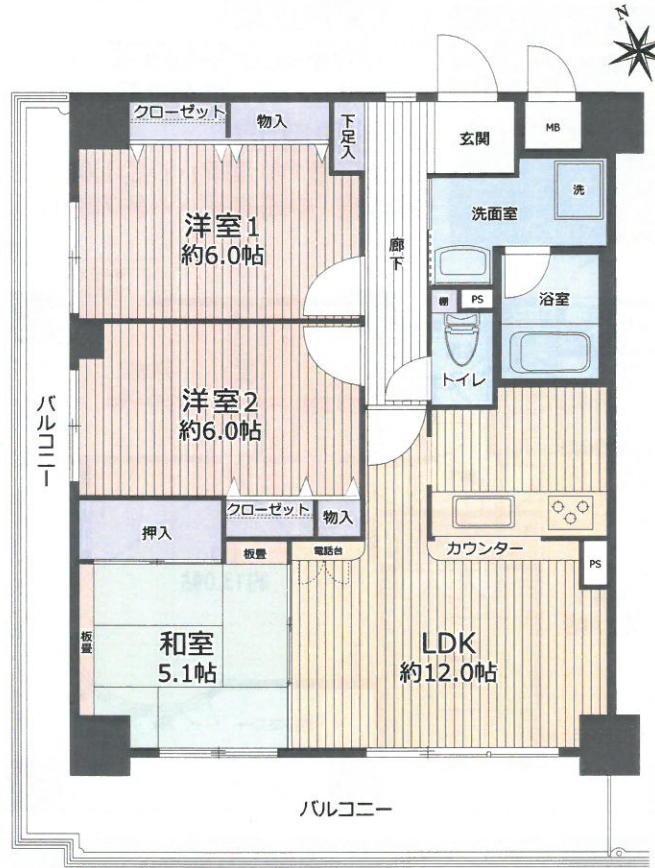 N
クローゼット
物入
下足入
玄関
MB
洋室1
約6.0帖
廊下
洗面室
洗
棚
PS
浴室
トイレ
バルコニー
洋室2
約6.0帖
クローゼット
物入
押入
板畳
電話台
カウンター
PS
板畳
和室
5.1帖
LDK
約12.0帖
バルコニー